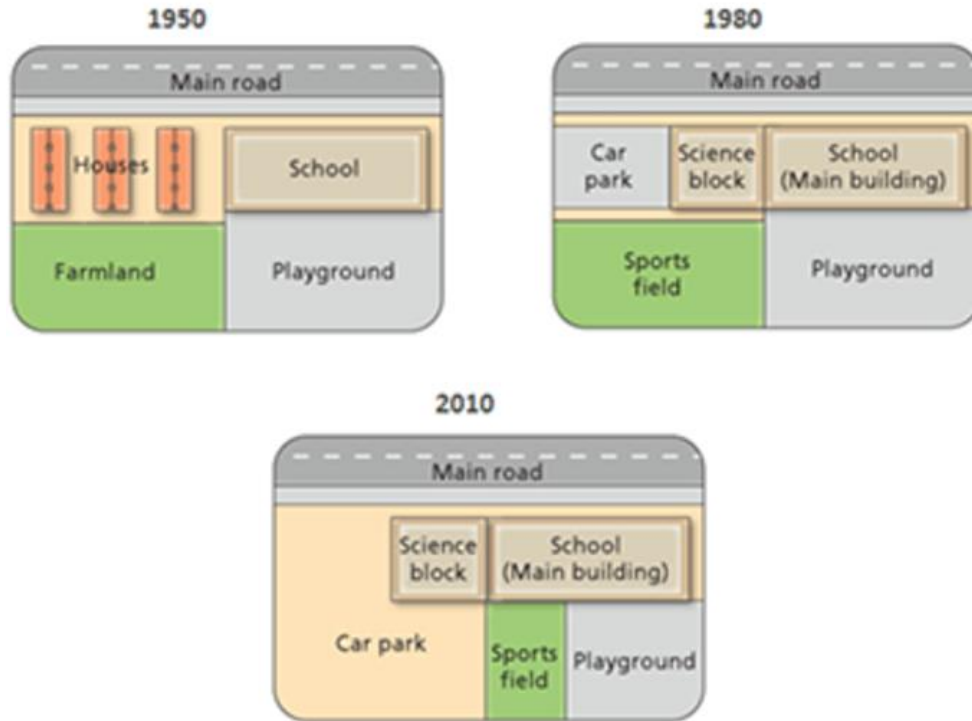 1950
Main road
Houses
School
Farmland
Playground
1980
Main road
Car
park
Science
block
School
(Main building)
Sports
field
Playground
2010
Main road
Science
block
School
(Main building)
Car park
Sports
field
Playground